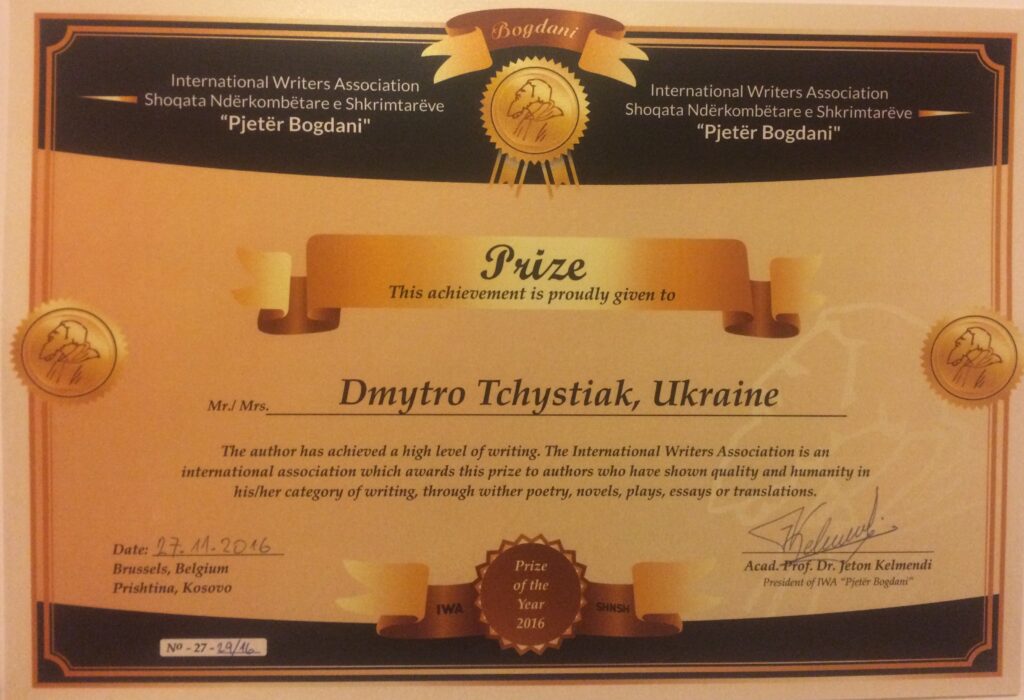 Bogdani
International Writers Association
Shoqata Ndërkombëtare e Shkrimtarëve
“Pjetër Bogdani"
International Writers Association
Shoqata Ndërkombëtare e Shkrimtarëve
“Pjetër Bogdani"
Prize
This achievement is proudly given to
Mr./ Mrs. Dmytro Tchystiak, Ukraine
The author has achieved a high level of writing. The International Writers Association is an
international association which awards this prize to authors who have shown quality and humanity in
his/her category of writing, through wither poetry, novels, plays, essays or translations.
Date: 27.11.2016
Brussels, Belgium
Prishtina, Kosovo
Acad. Prof. Dr. Jeton Kelmendi
President of IWA “Pjetër Bogdani”
Prize
of the
Year
2016
IWA
SHNSH
Nº - 27 - 29/16